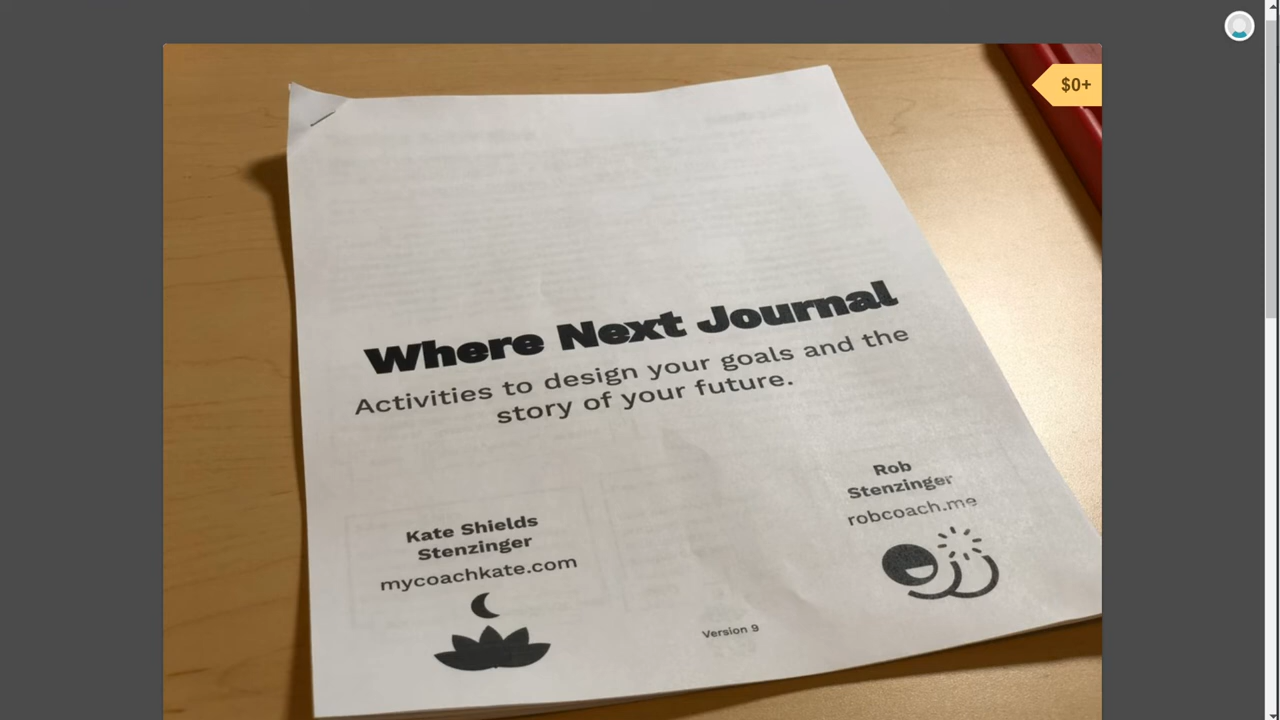 $0+
Where Next Journal
Activities to design your goals and the
story of your future.
Rob
Stenzinger
robcoach.me
Kate Shields
Stenzinger
mycoachkate.com
Version 9